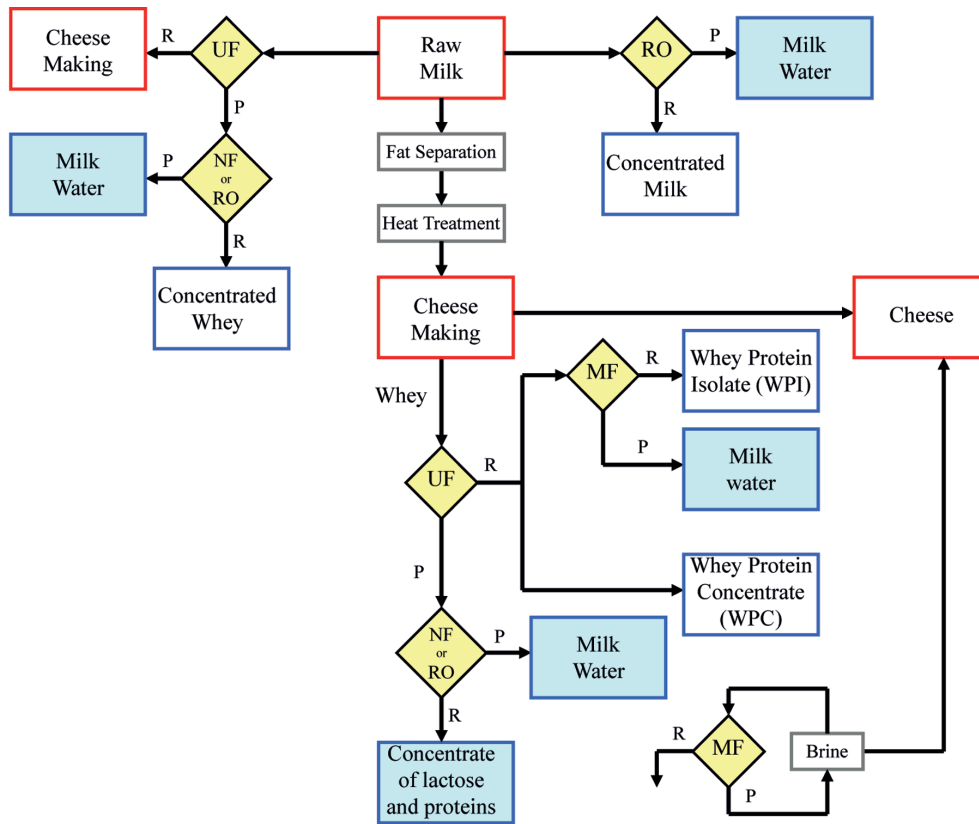 Cheese
Making
R
UF
Raw
Milk
RO
P
Milk
Water
P
R
Milk
Water
P
NF
or
RO
Fat Separation
Concentrated
Milk
R
Heat Treatment
Concentrated
Whey
Cheese
Making
Cheese
Whey
MF
R
Whey Protein
Isolate (WPI)
P
Milk
water
UF
R
P
Whey Protein
Concentrate
(WPC)
NF
or
RO
P
Milk
Water
R
Concentrate
of lactose
and proteins
R
MF
Brine
P